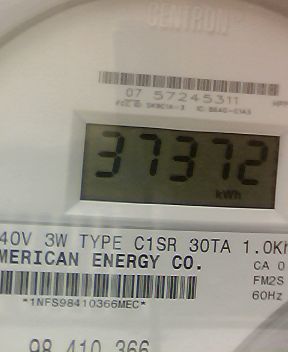 CENTRON
07 57245311
37372
kWh
40V 3W TYPE C1SR 30TA 1.0Kh
MERICAN ENERGY CO.
CA 0
FM2S
60Hz
*1NFS98410366MEC*
98 410 366